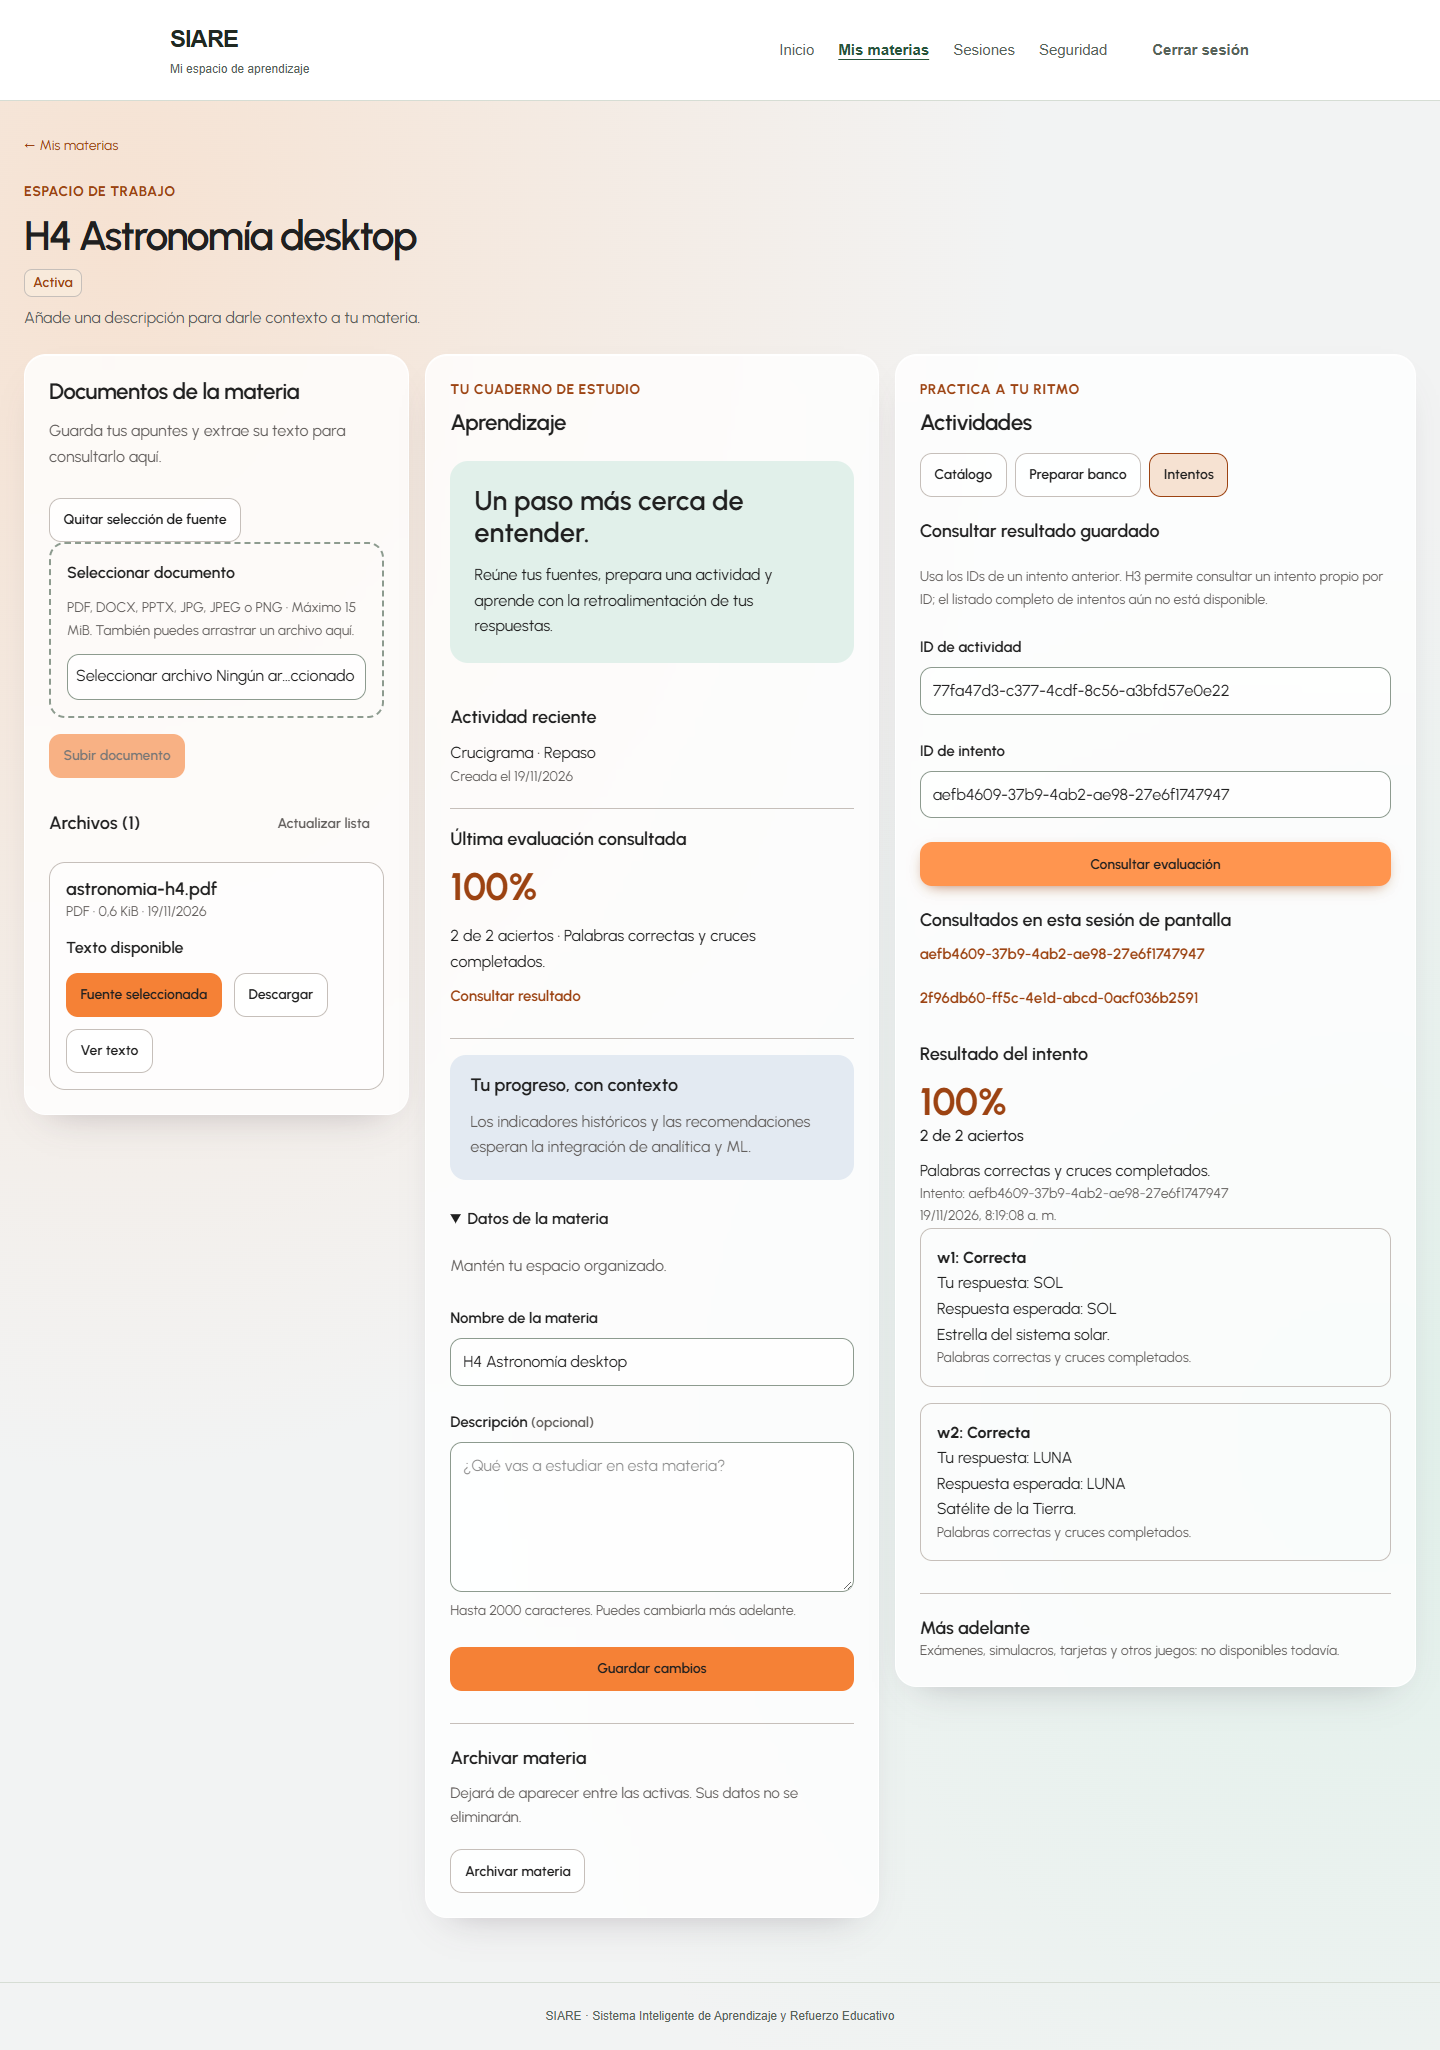 SIARE
Mi espacio de aprendizaje
Inicio
Mis materias
Sesiones
Seguridad
Cerrar sesión
← Mis materias
ESPACIO DE TRABAJO
H4 Astronomía desktop
Activa
Añade una descripción para darle contexto a tu materia.
Documentos de la materia
Guarda tus apuntes y extrae su texto para
consultarlo aquí.
Quitar selección de fuente
Seleccionar documento
PDF, DOCX, PPTX, JPG, JPEG o PNG · Máximo 15
MiB. También puedes arrastrar un archivo aquí.
Seleccionar archivo Ningún ar...ccionado
Subir documento
Archivos (1)
Actualizar lista
astronomia-h4.pdf
PDF · 0,6 KiB · 19/11/2026
Texto disponible
Fuente seleccionada
Descargar
Ver texto
TU CUADERNO DE ESTUDIO
Aprendizaje
Un paso más cerca de
entender.
Reúne tus fuentes, prepara una actividad y
aprende con la retroalimentación de tus
respuestas.
Actividad reciente
Crucigrama · Repaso
Creada el 19/11/2026
Última evaluación consultada
100%
2 de 2 aciertos · Palabras correctas y cruces
completados.
Consultar resultado
Tu progreso, con contexto
Los indicadores históricos y las recomendaciones
esperan la integración de analítica y ML.
▼ Datos de la materia
Mantén tu espacio organizado.
Nombre de la materia
H4 Astronomía desktop
Descripción (opcional)
¿Qué vas a estudiar en esta materia?
Hasta 2000 caracteres. Puedes cambiarla más adelante.
Guardar cambios
Archivar materia
Dejará de aparecer entre las activas. Sus datos no se
eliminarán.
Archivar materia
PRACTICA A TU RITMO
Actividades
Catálogo
Preparar banco
Intentos
Consultar resultado guardado
Usa los IDs de un intento anterior. H3 permite consultar un intento propio por
ID; el listado completo de intentos aún no está disponible.
ID de actividad
77fa47d3-c377-4cdf-8c56-a3bfd57e0e22
ID de intento
aefb4609-37b9-4ab2-ae98-27e6f1747947
Consultar evaluación
Consultados en esta sesión de pantalla
aefb4609-37b9-4ab2-ae98-27e6f1747947
2f96db60-ff5c-4e1d-abcd-0acf036b2591
Resultado del intento
100%
2 de 2 aciertos
Palabras correctas y cruces completados.
Intento: aefb4609-37b9-4ab2-ae98-27e6f1747947
19/11/2026, 8:19:08 a. m.
w1: Correcta
Tu respuesta: SOL
Respuesta esperada: SOL
Estrella del sistema solar.
Palabras correctas y cruces completados.
w2: Correcta
Tu respuesta: LUNA
Respuesta esperada: LUNA
Satélite de la Tierra.
Palabras correctas y cruces completados.
Más adelante
Exámenes, simulacros, tarjetas y otros juegos: no disponibles todavía.
SIARE · Sistema Inteligente de Aprendizaje y Refuerzo Educativo